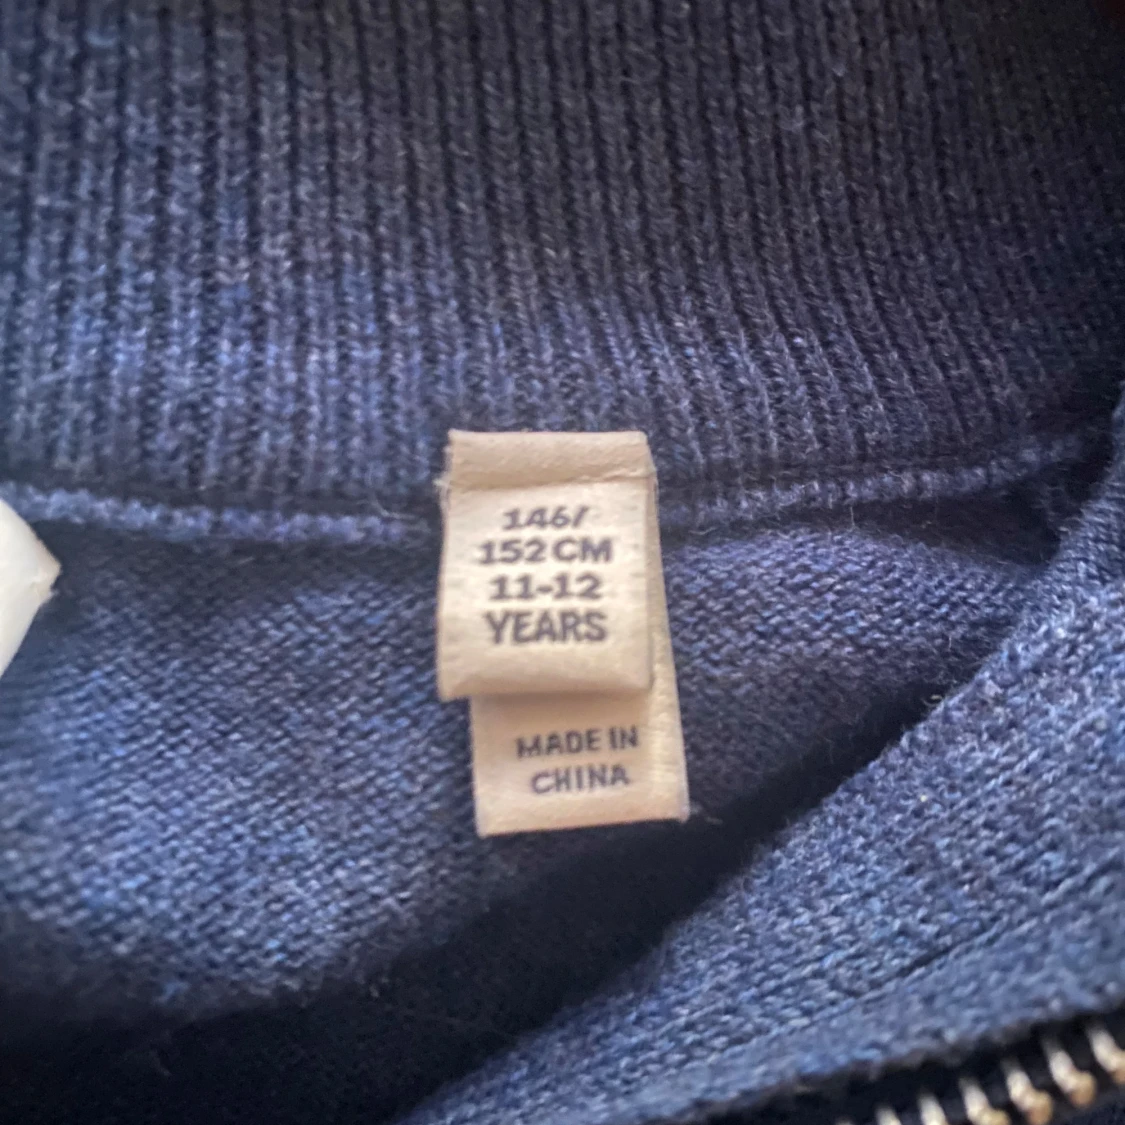 146/
152 CM
11-12
YEARS
MADE IN
CHINA